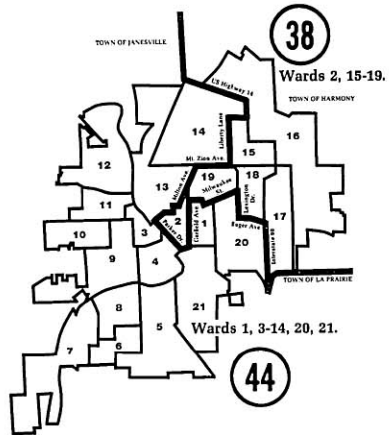 38
TOWN OF JANESVILLE
US Highway 14
Wards 2, 15-19.
TOWN OF HARMONY
14
Liberty Lane
16
15
Mt. Zion Ave.
12
13
Milton Ave
19
Milwaukee St.
18
Lexington Dr.
11
2
Garfield Ave
1
17
10
3
Parker Dr.
Ruger Ave
20
Interstate 90
9
4
TOWN OF LA PRAIRIE
8
21
Wards 1, 3-14, 20, 21.
5
7
6
44